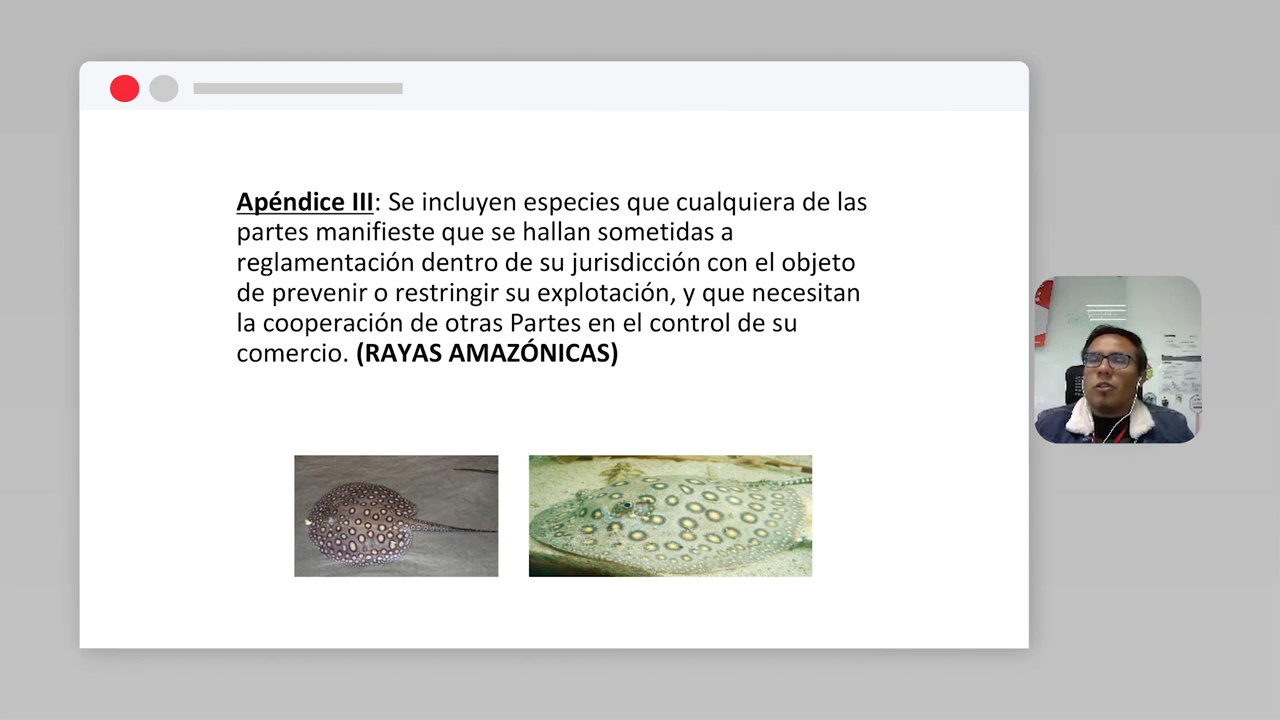 Apéndice III: Se incluyen especies que cualquiera de las
partes manifieste que se hallan sometidas a
reglamentación dentro de su jurisdicción con el objeto
de prevenir o restringir su explotación, y que necesitan
la cooperación de otras Partes en el control de su
comercio. (RAYAS AMAZÓNICAS)